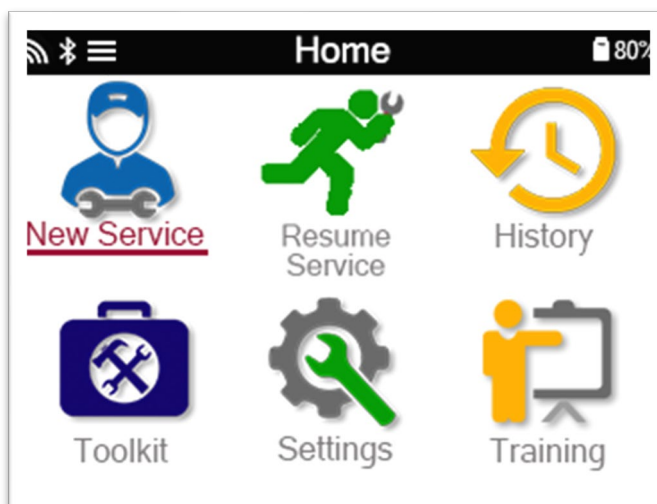 Home
80%
New Service
Resume
Service
History
Toolkit
Settings
Training